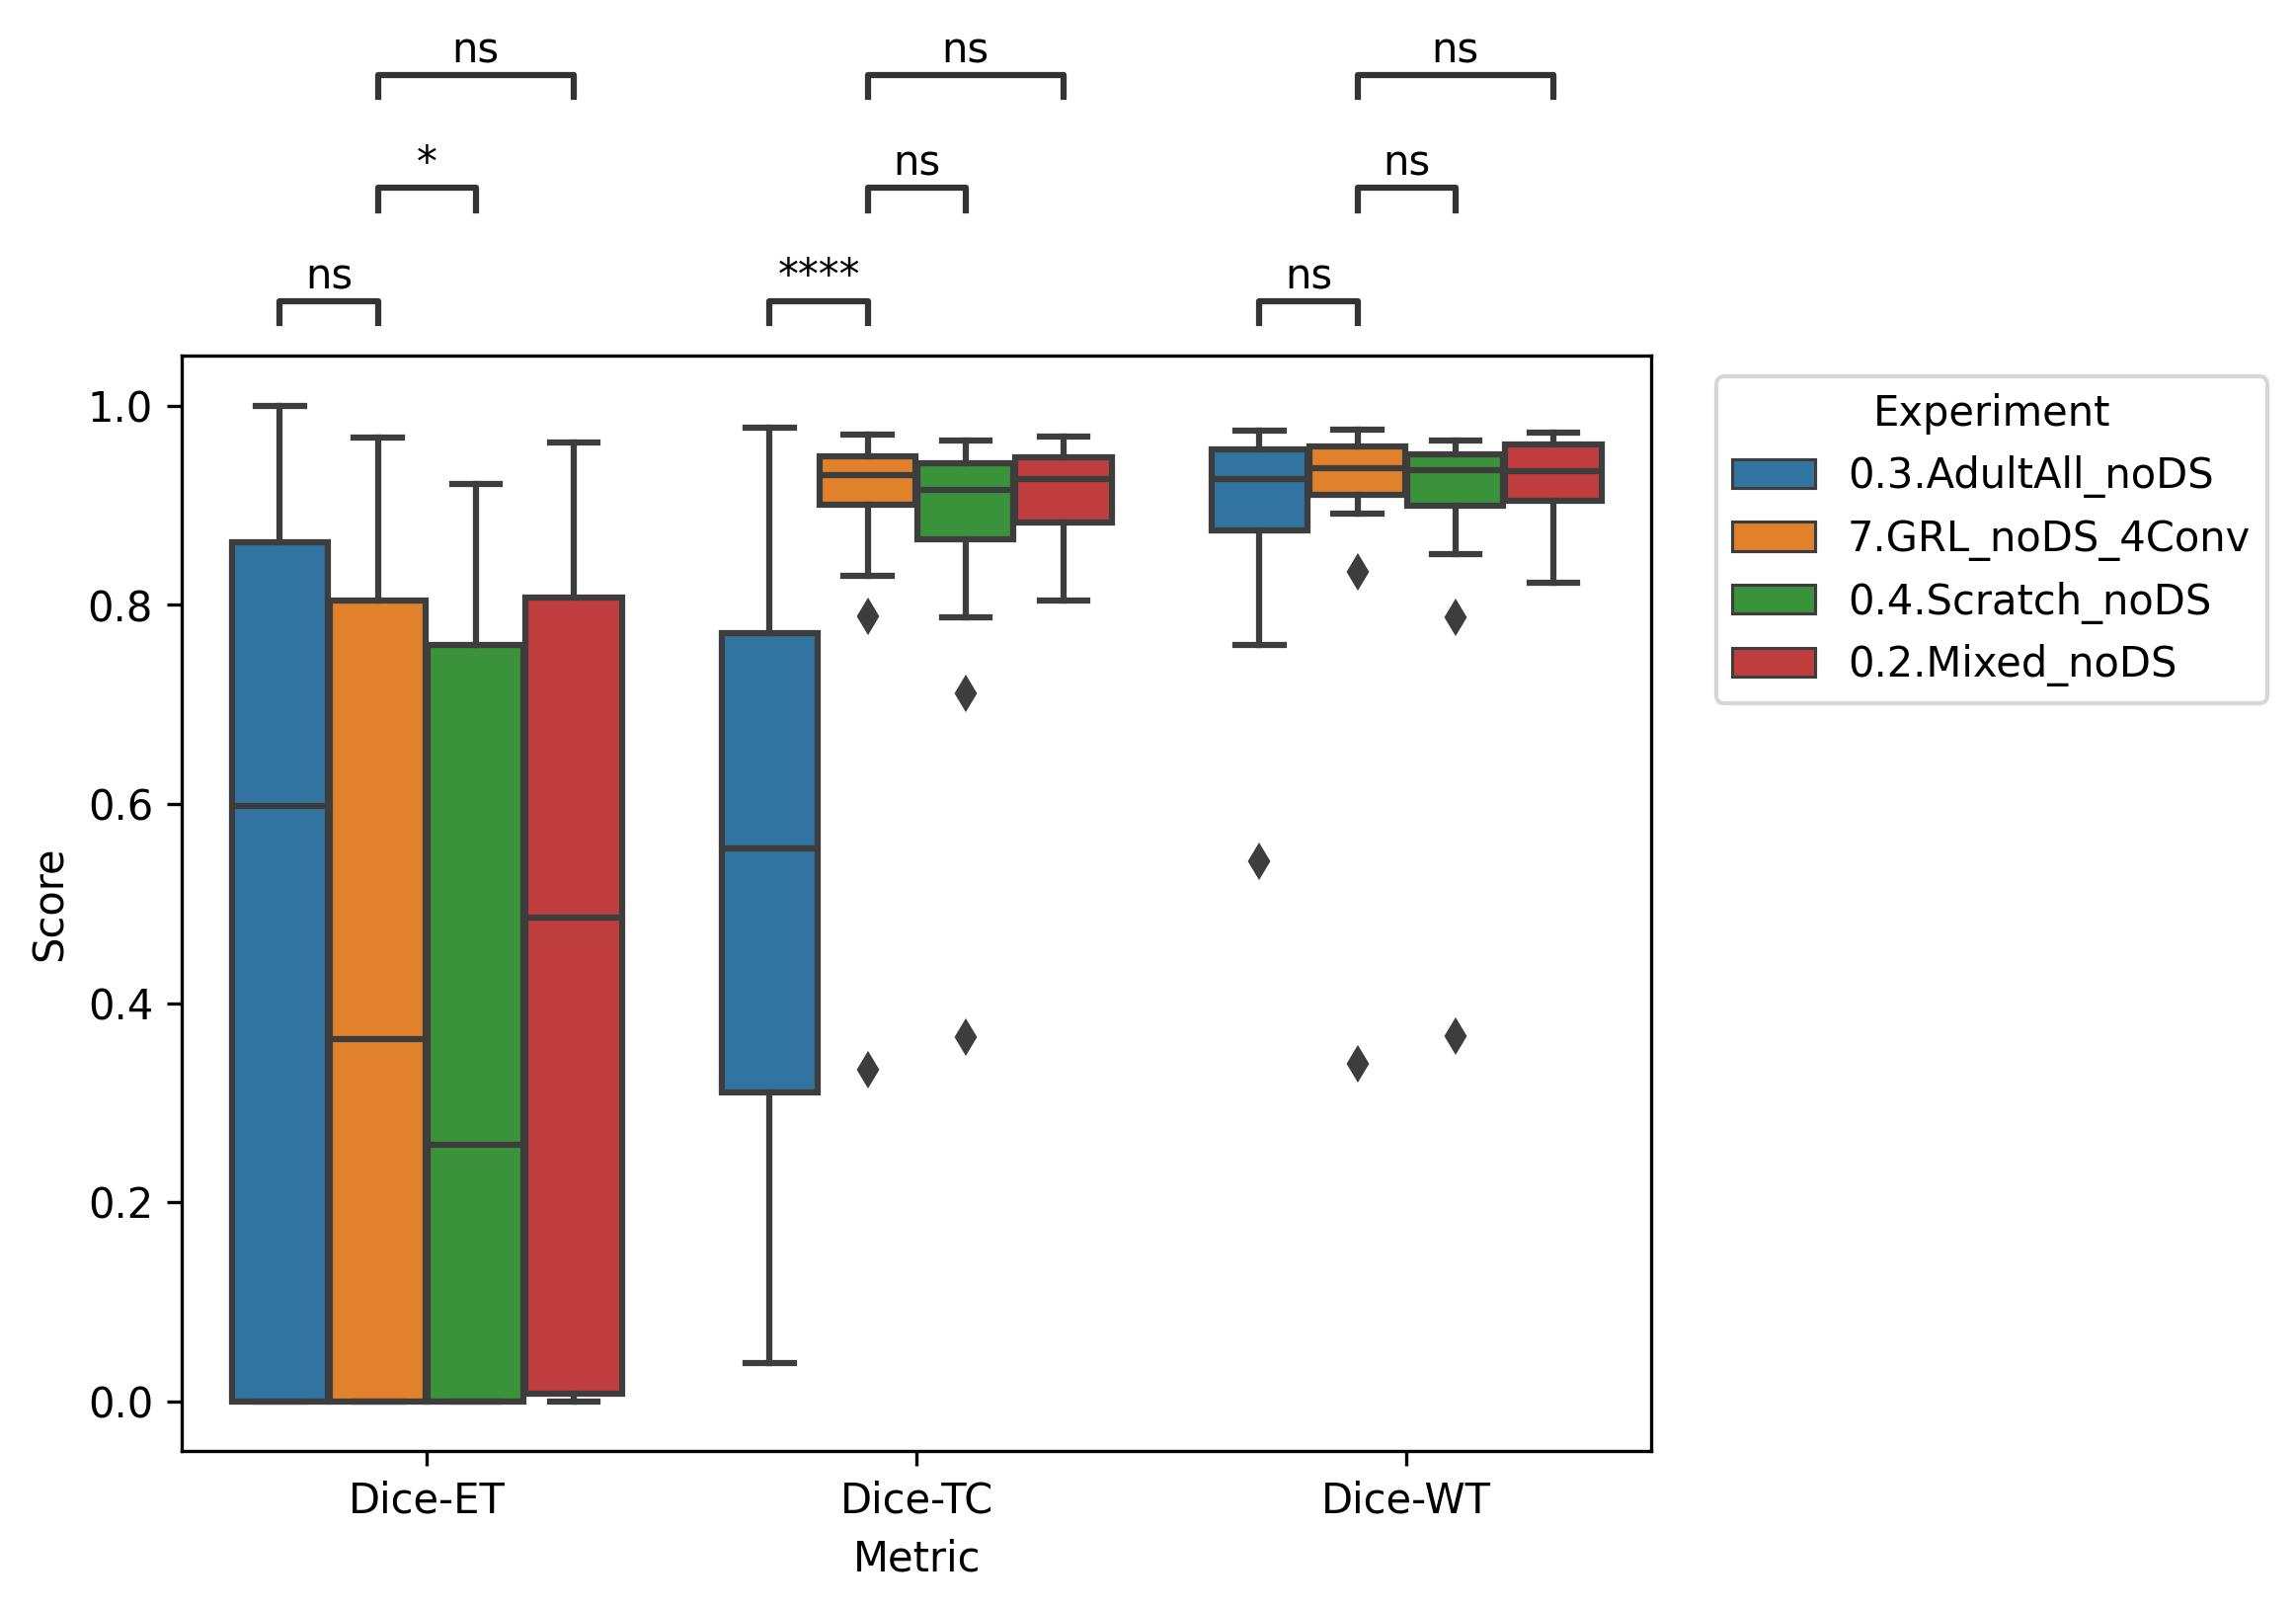 ns ns ns
* ns ns
ns **** ns
1.0
0.8
0.6
0.4
0.2
0.0
Score
Dice-ET Dice-TC Dice-WT
Metric
Experiment
0.3.AdultAll_noDS
7.GRL_noDS_4Conv
0.4.Scratch_noDS
0.2.Mixed_noDS